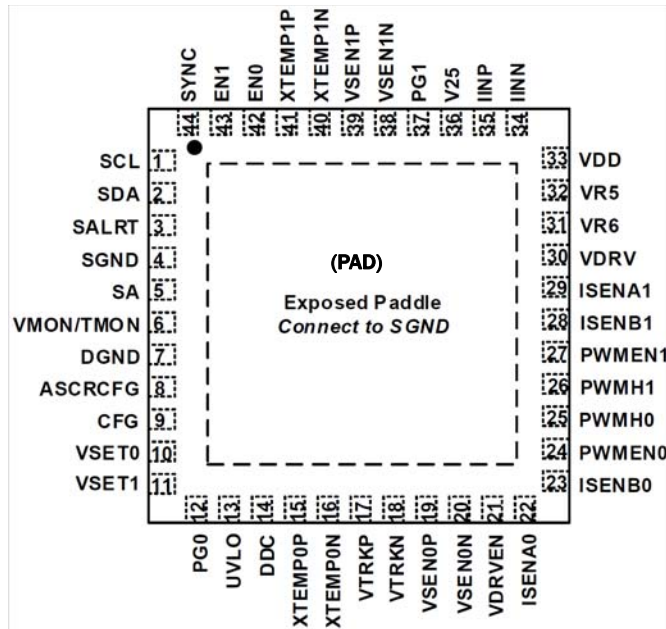 SYNC
EN1
EN0
XTEMP1P
XTEMP1N
VSEN1P
VSEN1N
PG1
V25
IINP
IINN
44
43
42
41
40
39
38
37
36
35
34
SCL 1
SDA 2
SALRT 3
SGND 4
SA 5
VMON/TMON 6
DGND 7
ASCRCFG 8
CFG 9
VSET0 10
VSET1 11
(PAD)
Exposed Paddle
Connect to SGND
33 VDD
32 VR5
31 VR6
30 VDRV
29 ISENA1
28 ISENB1
27 PWMEN1
26 PWMH1
25 PWMH0
24 PWMEN0
23 ISENB0
12
13
14
15
16
17
18
19
20
21
22
PG0
UVLO
DDC
XTEMP0P
XTEMP0N
VTRKP
VTRKN
VSEN0P
VSEN0N
VDRVEN
ISENA0